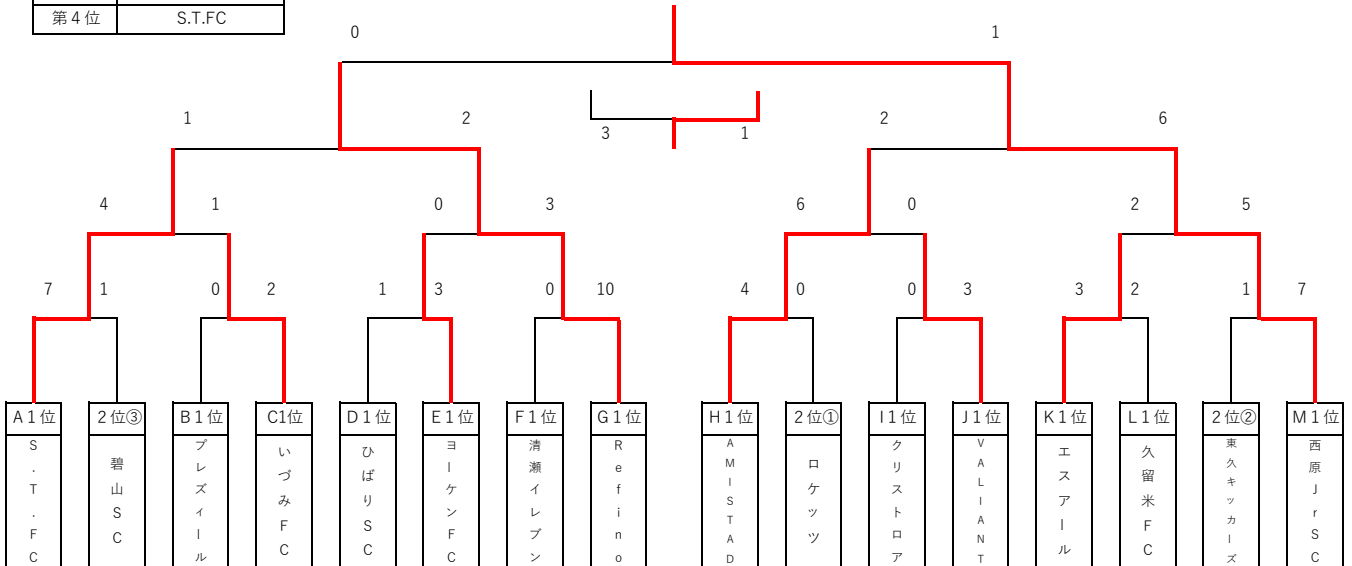 第４位 S.T.FC
0 1
1 2 2 6
3 1
4 1 0 3 6 0 2 5
7 1 0 2 1 3 0 10 4 0 0 3 3 2 1 7
A１位 ２位③ B１位 C1位 D１位 E１位 F１位 G１位 H１位 ２位① I１位 J１位 K１位 L１位 ２位② M１位
S.T.FC
碧山SC
プレズィール
いづみFC
ひばりSC
ヨーケンFC
清瀬イレブン
Refino
AMISTAD
ロケッツ
クリストロア
VALIANT
エスアール
久留米FC
東久キッカーズ
西原JrSC